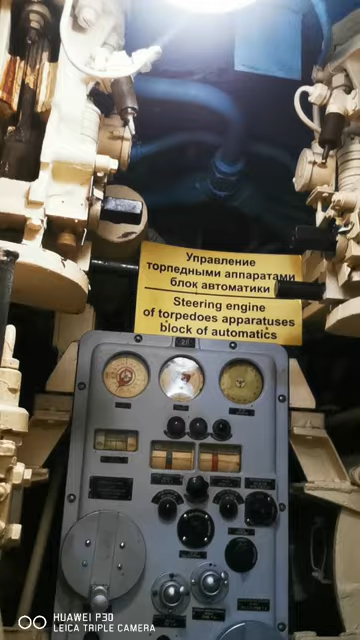 Управление
торпедными аппаратами
блок автоматики
Steering engine
of torpedoes apparatuses
block of automatics
HUAWEI P30
LEICA TRIPLE CAMERA